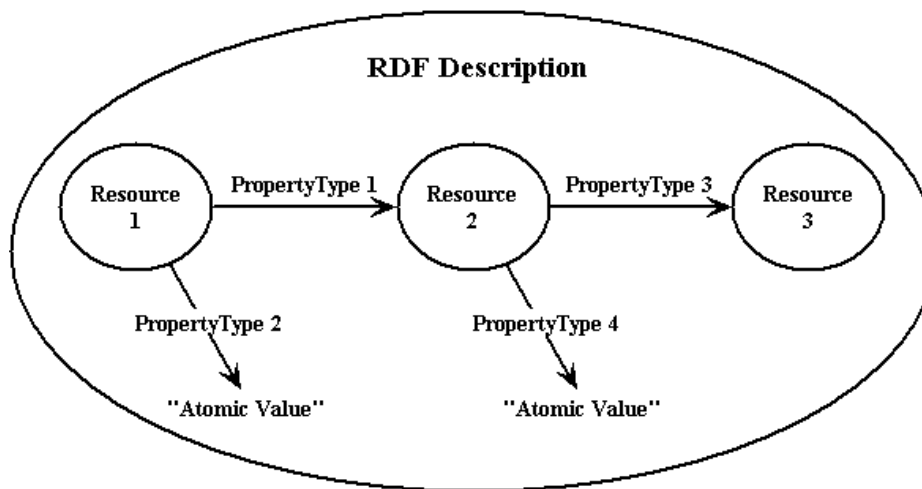 RDF Description
PropertyType 1
PropertyType 3
Resource
1
Resource
2
Resource
3
PropertyType 2
PropertyType 4
"Atomic Value"
"Atomic Value"